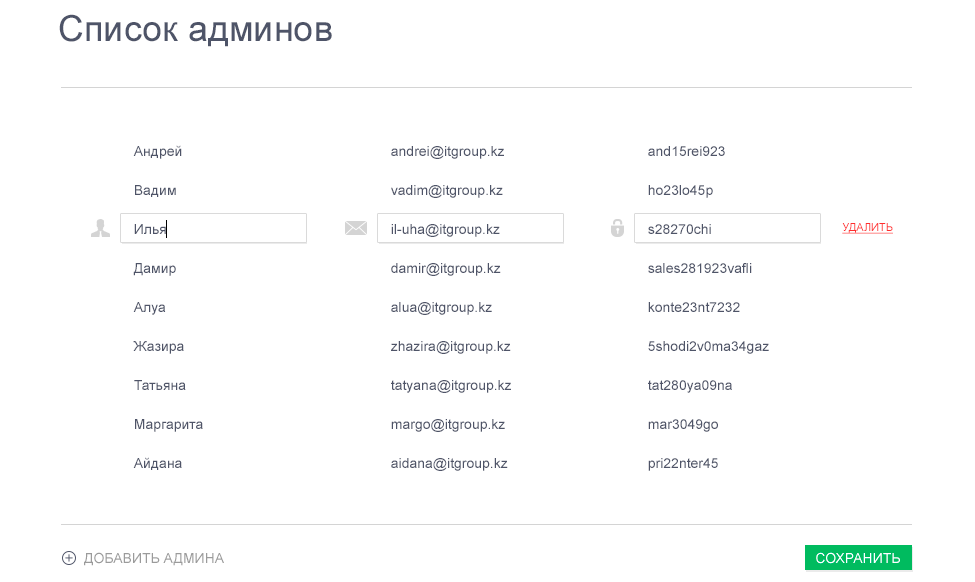 Список админов
Андрей andrei@itgroup.kz and15rei923
Вадим vadim@itgroup.kz ho23lo45p
Илья il-uha@itgroup.kz s28270chi УДАЛИТЬ
Дамир damir@itgroup.kz sales281923vafli
Алуа alua@itgroup.kz konte23nt7232
Жазира zhazira@itgroup.kz 5shodi2v0ma34gaz
Татьяна tatyana@itgroup.kz tat280ya09na
Маргарита margo@itgroup.kz mar3049go
Айдана aidana@itgroup.kz pri22nter45
ДОБАВИТЬ АДМИНА СОХРАНИТЬ